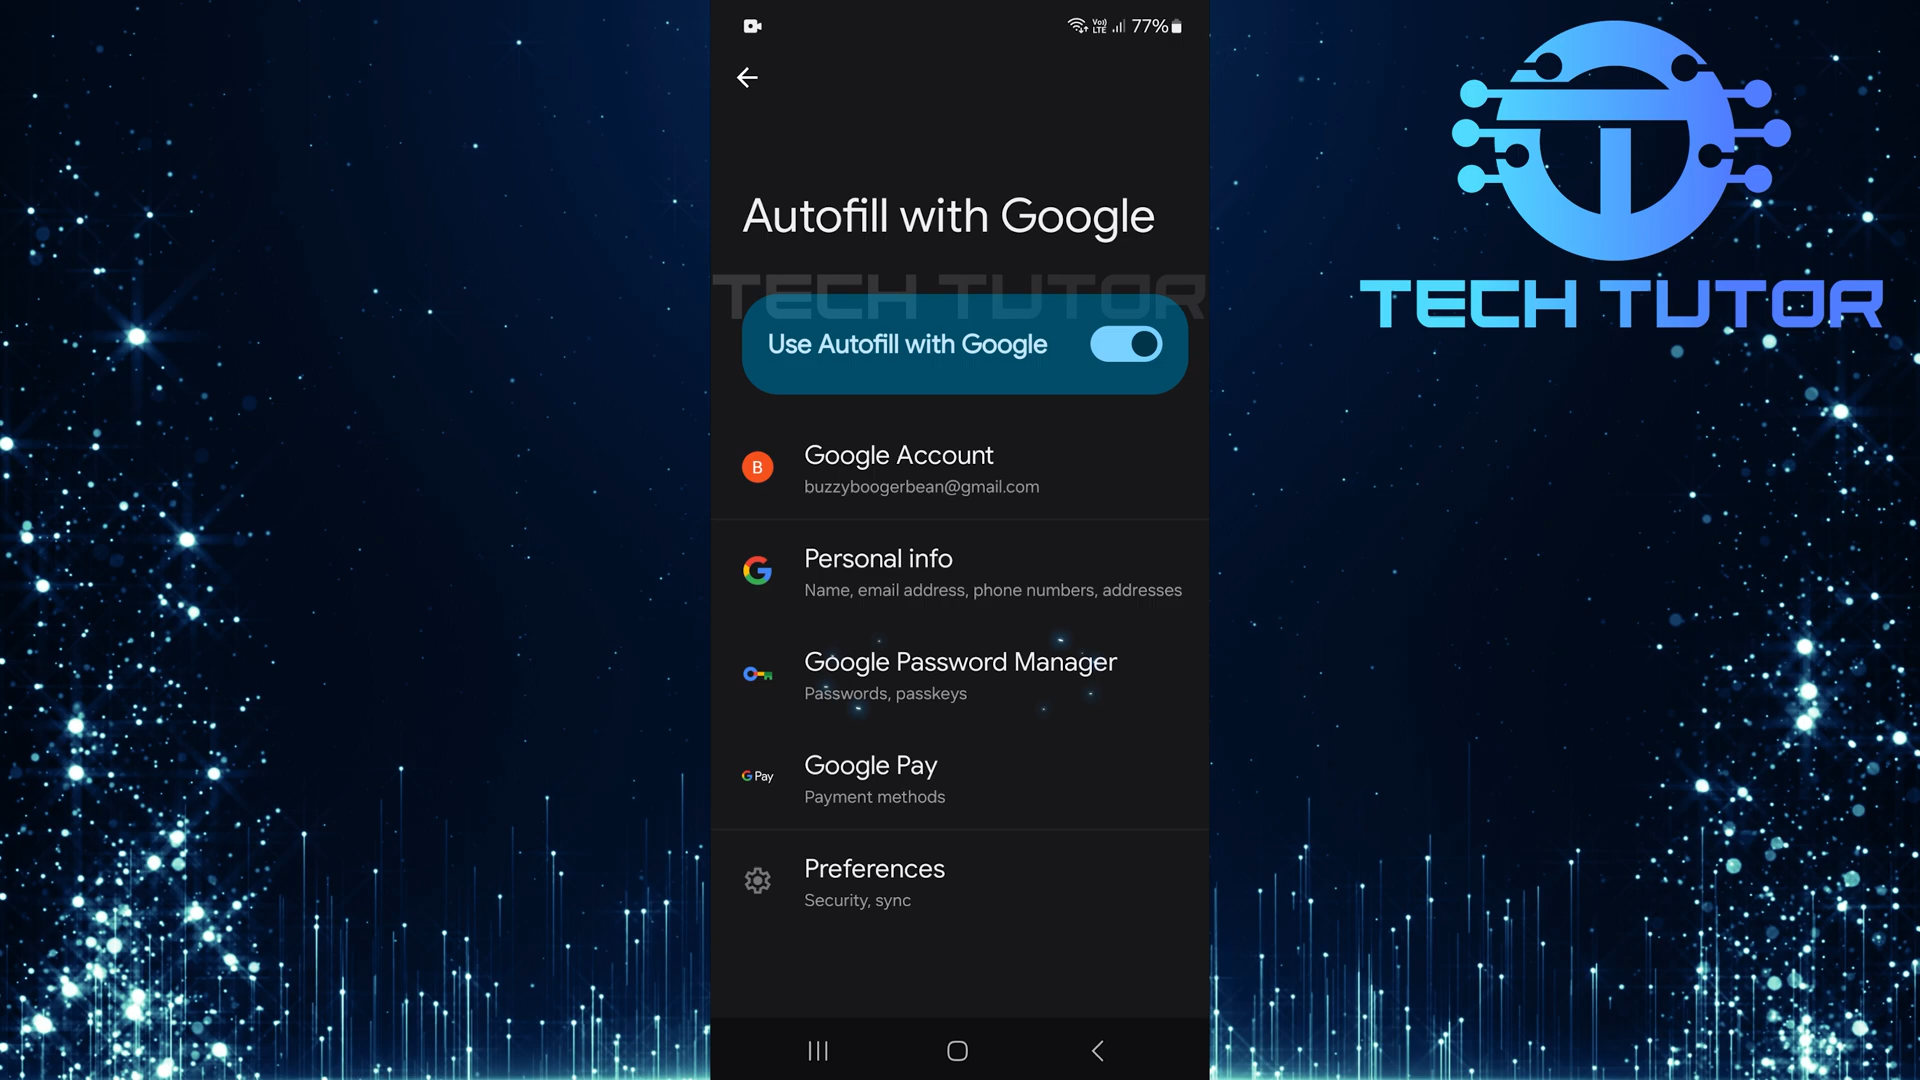 Vo))
LTE
77%
Autofill with Google
TECH TUTOR
Use Autofill with Google
B
Google Account
buzzyboogerbean@gmail.com
Personal info
Name, email address, phone numbers, addresses
Google Password Manager
Passwords, passkeys
G Pay
Google Pay
Payment methods
Preferences
Security, sync
TECH TUTOR